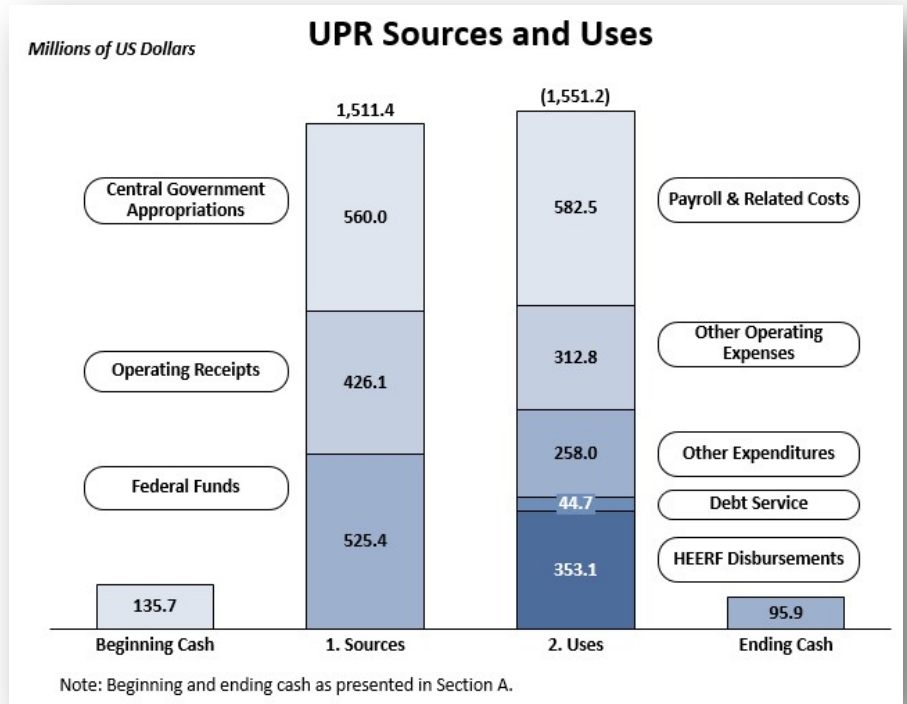 UPR Sources and Uses
Millions of US Dollars
1,511.4
(1,551.2)
Central Government
Appropriations
560.0
582.5
Payroll & Related Costs
Operating Receipts
426.1
312.8
Other Operating
Expenses
Federal Funds
525.4
258.0
Other Expenditures
44.7
Debt Service
353.1
HEERF Disbursements
135.7
95.9
Beginning Cash
1. Sources
2. Uses
Ending Cash
Note: Beginning and ending cash as presented in Section A.